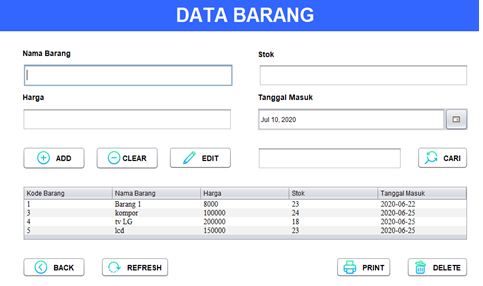 DATA BARANG
Nama Barang
Stok
Harga
Tanggal Masuk
Jul 10, 2020
ADD
CLEAR
EDIT
CARI
Kode Barang Nama Barang Harga Stok Tanggal Masuk
1 Barang 1 8000 23 2020-06-22
3 kompor 100000 24 2020-06-25
4 tv LG 200000 18 2020-06-25
5 lcd 150000 23 2020-06-25
BACK
REFRESH
PRINT
DELETE